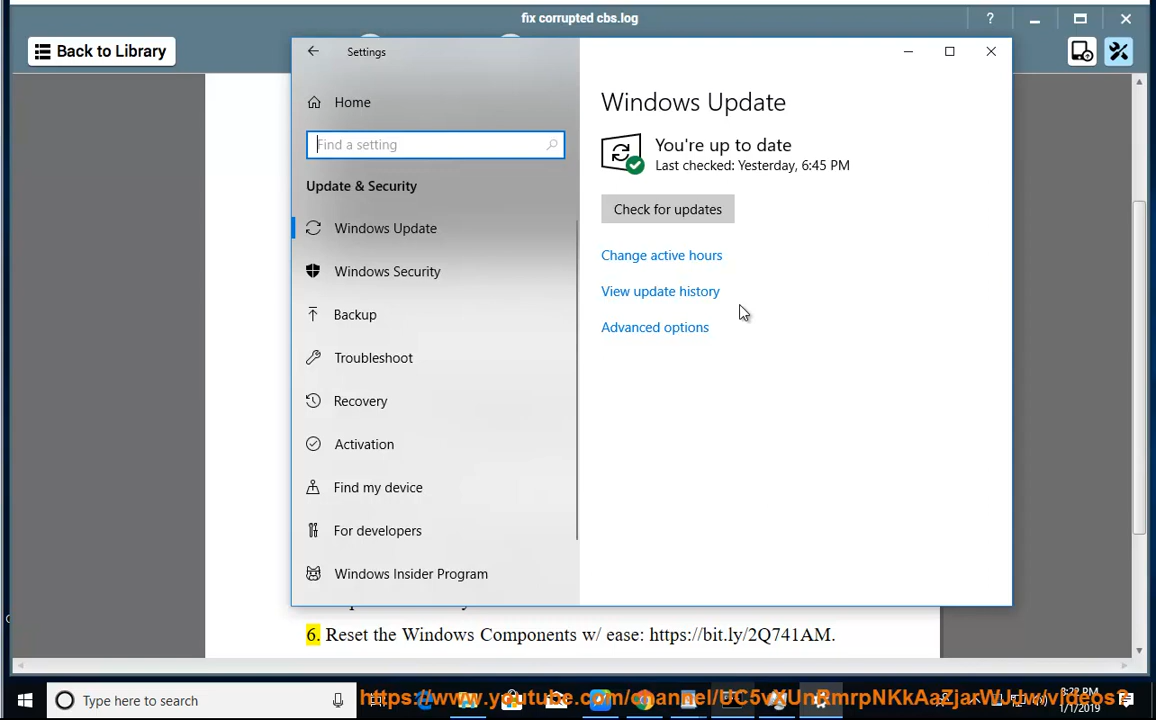 fix corrupted cbs.log
?
Back to Library
Settings
Home
Find a setting
Update & Security
Windows Update
Windows Security
Backup
Troubleshoot
Recovery
Activation
Find my device
For developers
Windows Insider Program
Windows Update
You're up to date
Last checked: Yesterday, 6:45 PM
Check for updates
Change active hours
View update history
Advanced options
6. Reset the Windows Components w/ ease: https://bit.ly/2Q741AM.
Type here to search
7/1/2019